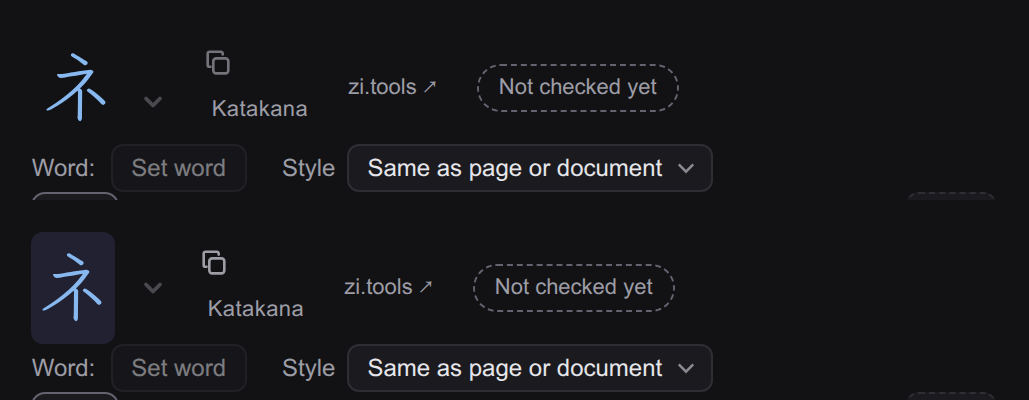 ネ
Katakana
zi.tools ↗
Not checked yet
Word: Set word Style Same as page or document
ネ
Katakana
zi.tools ↗
Not checked yet
Word: Set word Style Same as page or document